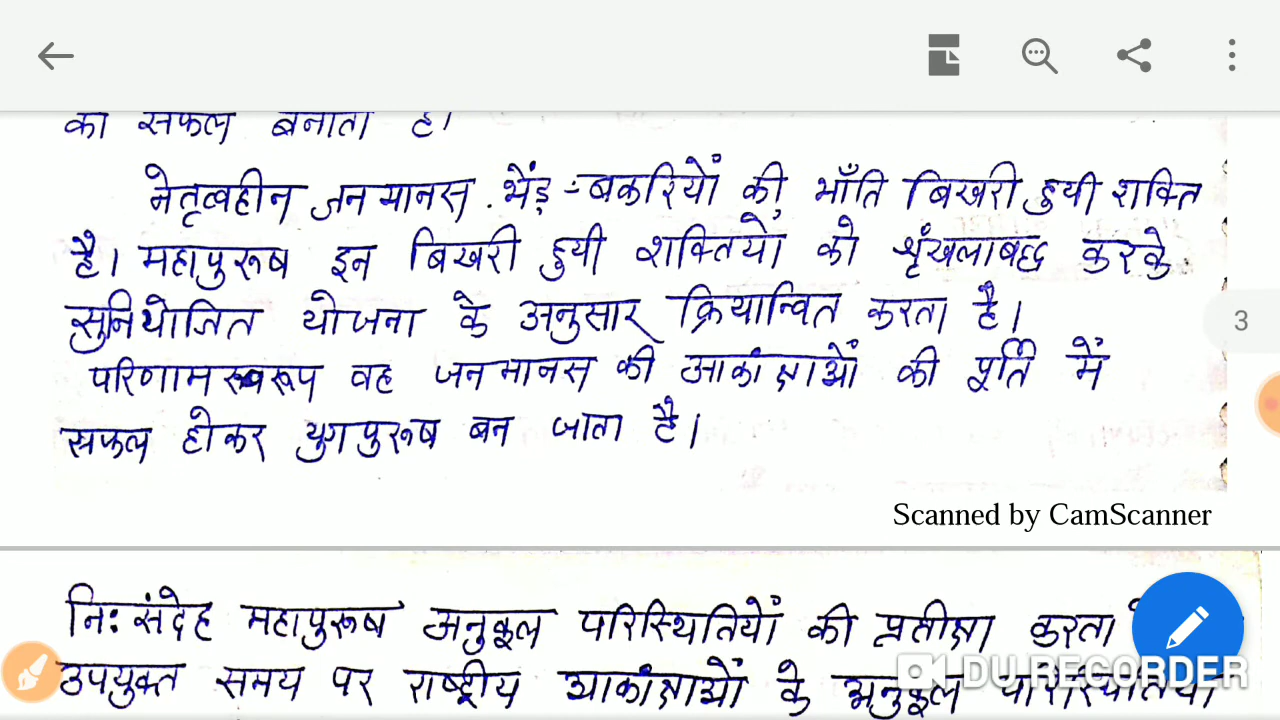 को सफल बनाता है।
नेतृत्वहीन जनमानस भेंड़-बकरियों की भाँति बिखरी हुयी शक्ति
है। महापुरूष इन बिखरी हुयी शक्तियो को श्रृंखलाबद्ध करके
सुनियोजित योजना के अनुसार क्रियान्वित करता है।
3
परिणामस्वरूप वह जनमानस की आकांक्षाओं की पूर्ति में
सफल होकर युगपुरूष बन जाता है।
Scanned by CamScanner
निःसंदेह महापुरूष अनुकूल परिस्थितियों की प्रतीक्षा करता
उपयुक्त समय पर राष्ट्रीय आकांक्षाओं के अनुकूल परिस्थितियों
DU RECORDER